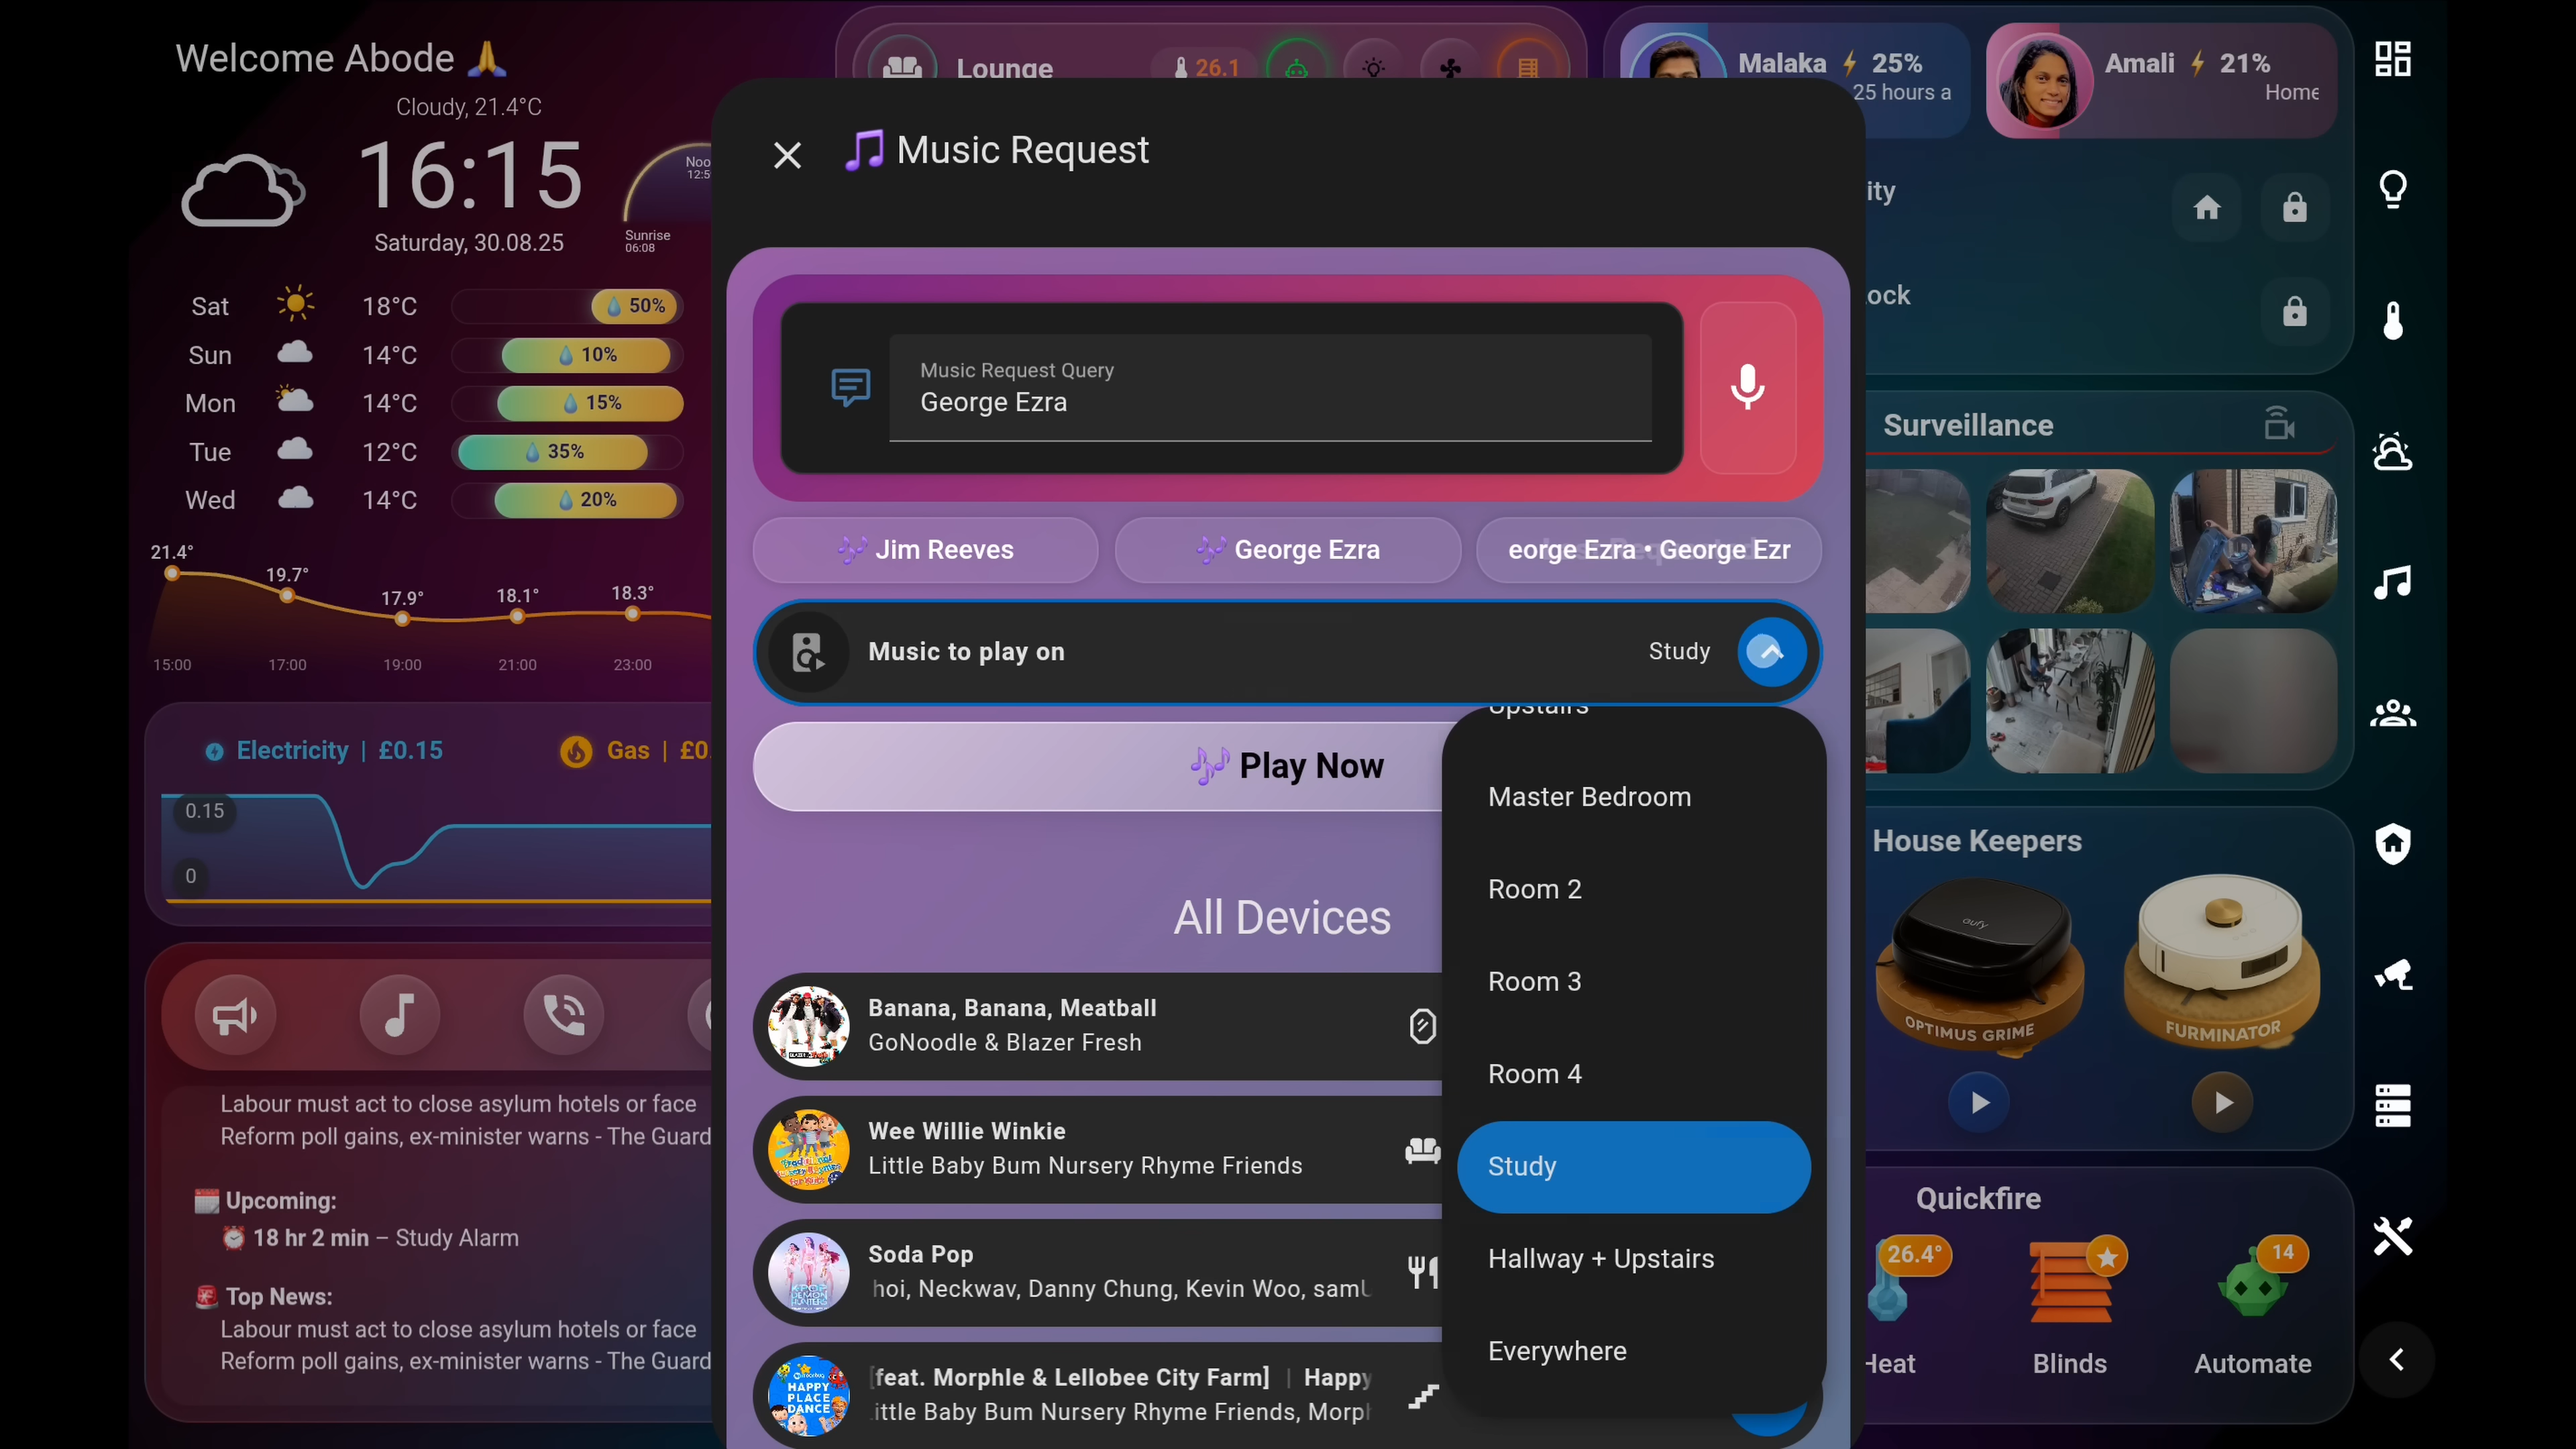 Welcome Abode 🙏
Cloudy, 21.4°C
16:15
Saturday, 30.08.25
Sunrise
06:08
Sat 18°C 50%
Sun 14°C 10%
Mon 14°C 15%
Tue 12°C 35%
Wed 14°C 20%
21.4° 19.7° 17.9° 18.1° 18.3°
15:00 17:00 19:00 21:00 23:00
Electricity | £0.15
Gas | £0.
0.15
0
Labour must act to close asylum hotels or face
Reform poll gains, ex-minister warns - The Guard
Upcoming:
18 hr 2 min – Study Alarm
Top News:
Labour must act to close asylum hotels or face
Reform poll gains, ex-minister warns - The Guard
Lounge 26.1
Music Request
Music Request Query
George Ezra
Jim Reeves
George Ezra
eorge Ezra • George Ezr
Music to play on
Study
Play Now
Upstairs
Master Bedroom
Room 2
Room 3
Room 4
Study
Hallway + Upstairs
Everywhere
All Devices
Banana, Banana, Meatball
GoNoodle & Blazer Fresh
Wee Willie Winkie
Little Baby Bum Nursery Rhyme Friends
Soda Pop
hoi, Neckwav, Danny Chung, Kevin Woo, samU
HAPPY
PLACE
DANCE
[feat. Morphle & Lellobee City Farm] | Happy
ittle Baby Bum Nursery Rhyme Friends, Morph
Malaka 25%
25 hours a
Amali 21%
Home
ity
ock
Surveillance
House Keepers
eufy
OPTIMUS GRIME
FURMINATOR
Quickfire
26.4°
14
Heat
Blinds
Automate